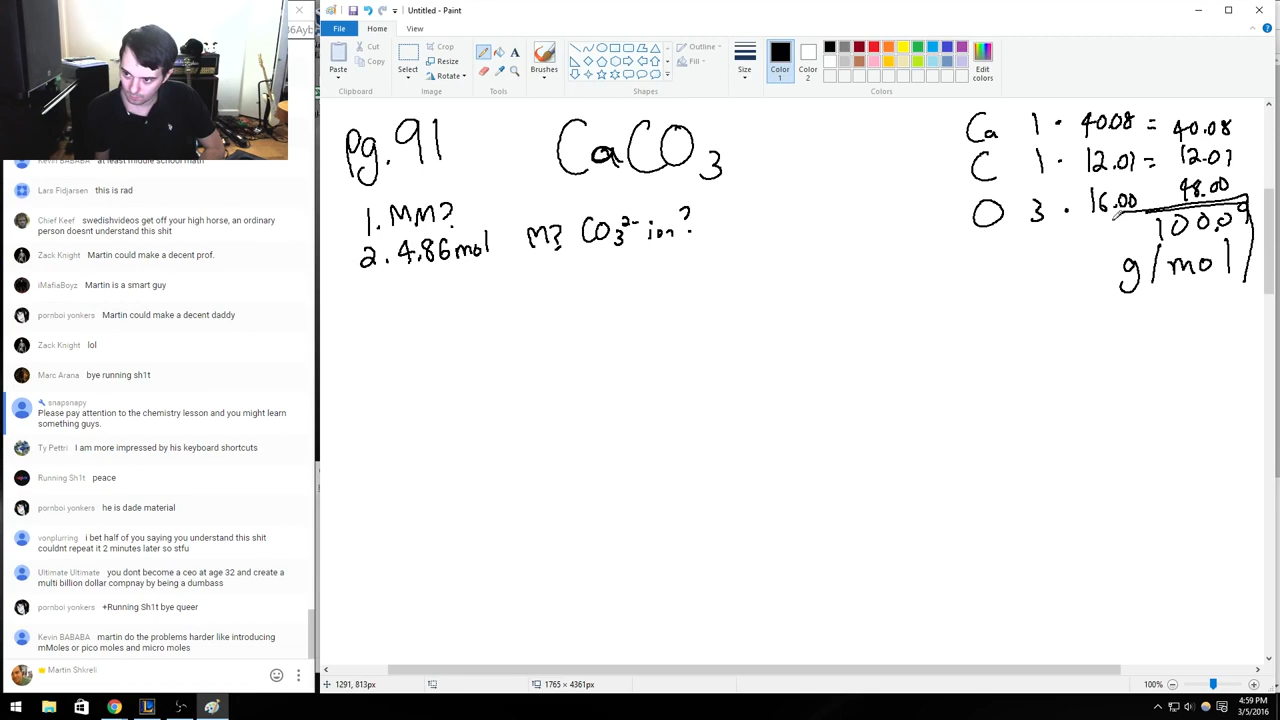 86Ayb
Kevin BABABA at least middle school math
Lars Fidjarsen this is rad
Chief Keef swedishvideos get off your high horse, an ordinary
person doesnt understand this shit
Zack Knight Martin could make a decent prof.
iMafiaBoyz Martin is a smart guy
pornboi yonkers Martin could make a decent daddy
Zack Knight lol
Marc Arana bye running sh1t
snapsnapy
Please pay attention to the chemistry lesson and you might learn
something guys.
Ty Pettri I am more impressed by his keyboard shortcuts
Running Sh1t peace
pornboi yonkers he is dade material
vonplurring i bet half of you saying you understand this shit
couldnt repeat it 2 minutes later so stfu
Ultimate Ultimate you dont become a ceo at age 32 and create a
multi billion dollar compnay by being a dumbass
pornboi yonkers +Running Sh1t bye queer
Kevin BABABA martin do the problems harder like introducing
mMoles or pico moles and micro moles
Martin Shkreli
Untitled - Paint
File Home View
Paste
Cut
Copy
Clipboard
Select
Crop
Resize
Rotate
Image
A
Tools
Brushes
Outline
Fill
Shapes
Size
Color
1
Color
2
Edit
colors
Colors
pg.91 CaCO3
1. MM?
2. 4.86mol m? CO3 2- ion?
Ca 1 · 40.08 = 40.08
C 1 · 12.01 = 12.01
O 3 · 16.00 48.00
100.09
g/mol
1291, 813px
1765 × 4361px
100%
4:59 PM
3/5/2016